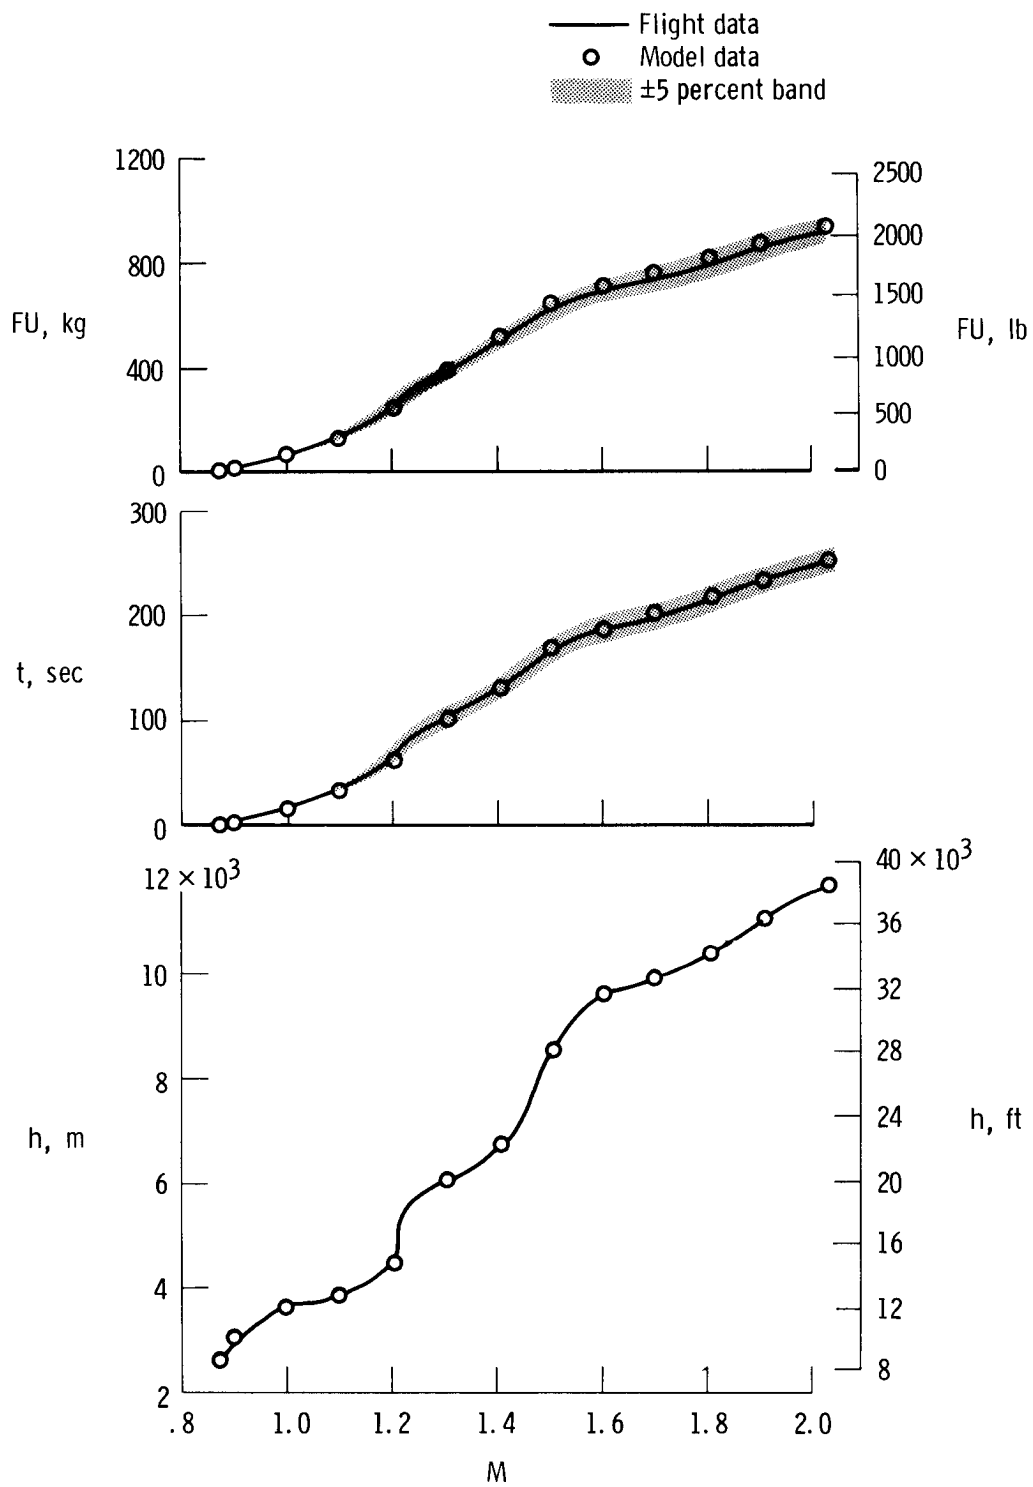 Flight data
Model data
±5 percent band
1200
800
400
0
FU, kg
2500
2000
1500
1000
500
0
FU, lb
300
200
100
0
t, sec
12 × 10³
10
8
6
4
2
h, m
40 × 10³
36
32
28
24
20
16
12
8
h, ft
.8 1.0 1.2 1.4 1.6 1.8 2.0
M